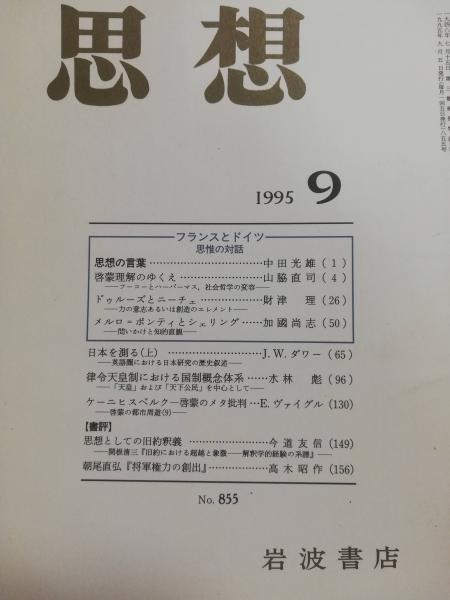 思想
1995 9
フランスとドイツ
思惟の対話
思想の言葉……………………中田光雄(1)
啓蒙理解のゆくえ……………山脇直司(4)
——フーコーとハーバーマス、社会哲学の変容——
ドゥルーズとニーチェ………財津 理(26)
——力の意志あるいは創造のエレメント——
メルロ=ポンティとシェリング……加國尚志(50)
——問いかけと知的直観——
日本を測る(上)……………J. W. ダワー(65)
——英語圏における日本研究の歴史叙述——
律令天皇制における国制概念体系……水林 彪(96)
——「天皇」および「天下公民」を中心として——
ケーニヒスベルク—啓蒙のメタ批判…E. ヴァイグル(130)
——啓蒙の都市周遊(9)——
【書評】
思想としての旧約釈義………………今道友信(149)
——関根清三『旧約における超越と象徴——解釈学的経験の系譜』——
朝尾直弘『将軍権力の創出』……………高木昭作(156)
No. 855
岩波書店